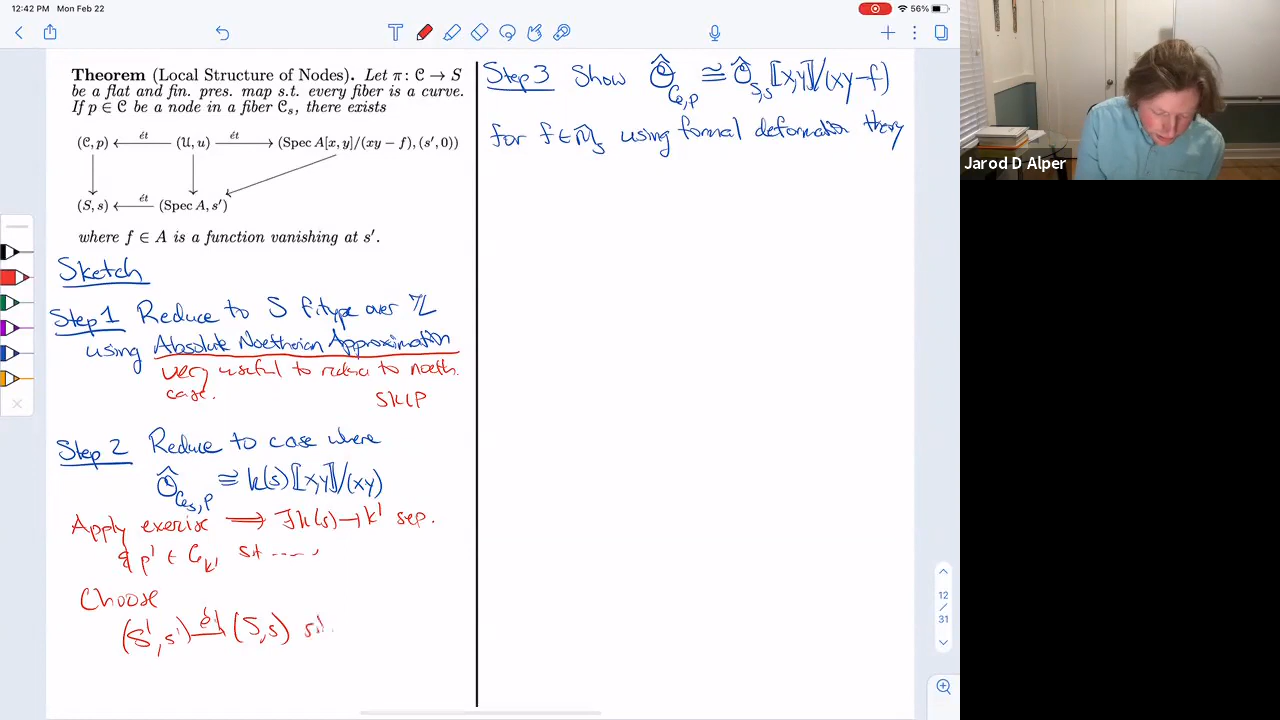 12:42 PM Mon Feb 22
56%
Theorem (Local Structure of Nodes). Let π: 𝒞 → S
be a flat and fin. pres. map s.t. every fiber is a curve.
If p ∈ 𝒞 be a node in a fiber 𝒞ₛ, there exists
(𝒞, p) ←ét— (𝒰, u) —ét→ (Spec A[x, y]/(xy − f), (s′, 0))
(S, s) ←ét— (Spec A, s′)
where f ∈ A is a function vanishing at s′.
Sketch
Step 1 Reduce to S f.type over ℤ
using Absolute Noetherian Approximation
very useful to reduce to noeth.
case. SKIP
Step 2 Reduce to case where
Ô_{𝒞ₛ,p} ≅ k(s)⟦x,y⟧/(xy)
Apply exercise ⟹ ∃ k(s) → k' sep.
& p' ∈ 𝒞_{k'} st .....
Choose
(S', s') —ét→ (S, s) st.
Step 3 Show Ô_{𝒞,p} ≅ Ô_{S,s}⟦x,y⟧/(xy−f)
for f ∈ m̂ₛ using formal deformation theory
Jarod D Alper
12
/
31